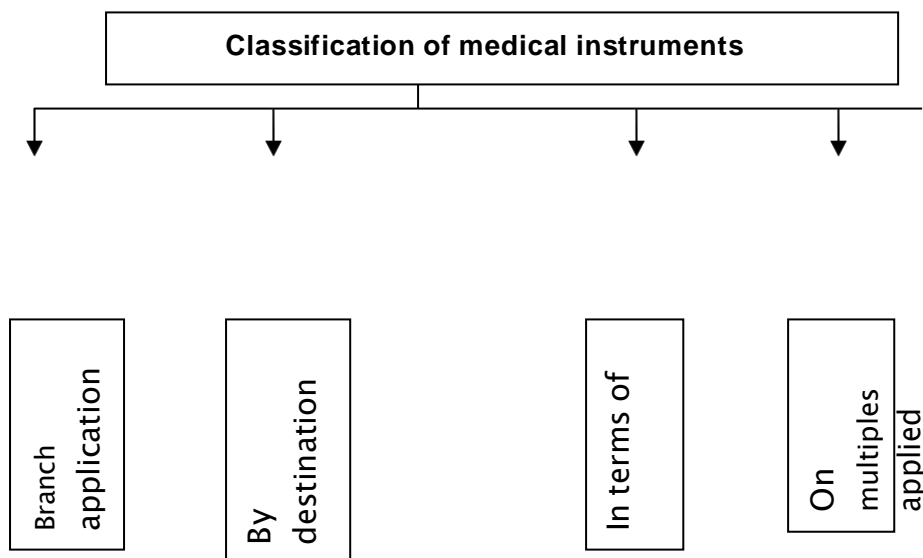 Classification of medical instruments
Branch
application
By
destination
In terms of
On
multiples
applied